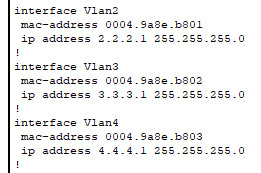 interface Vlan2
 mac-address 0004.9a8e.b801
 ip address 2.2.2.1 255.255.255.0
!
interface Vlan3
 mac-address 0004.9a8e.b802
 ip address 3.3.3.1 255.255.255.0
!
interface Vlan4
 mac-address 0004.9a8e.b803
 ip address 4.4.4.1 255.255.255.0
!